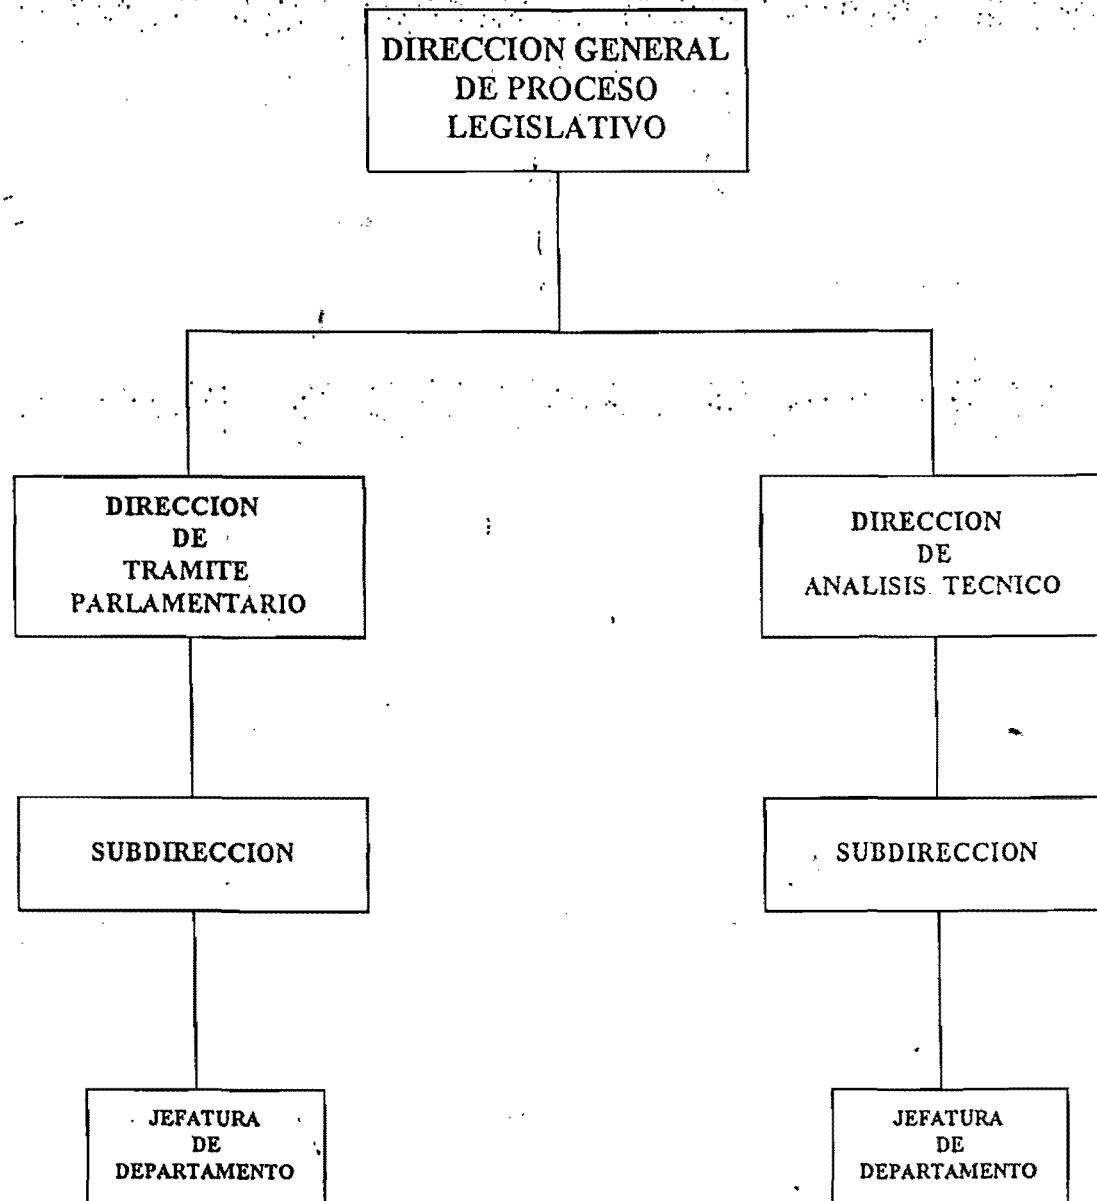 DIRECCION GENERAL
DE PROCESO
LEGISLATIVO
DIRECCION
DE
TRAMITE
PARLAMENTARIO
DIRECCION
DE
ANALISIS TECNICO
SUBDIRECCION
SUBDIRECCION
JEFATURA
DE
DEPARTAMENTO
JEFATURA
DE
DEPARTAMENTO